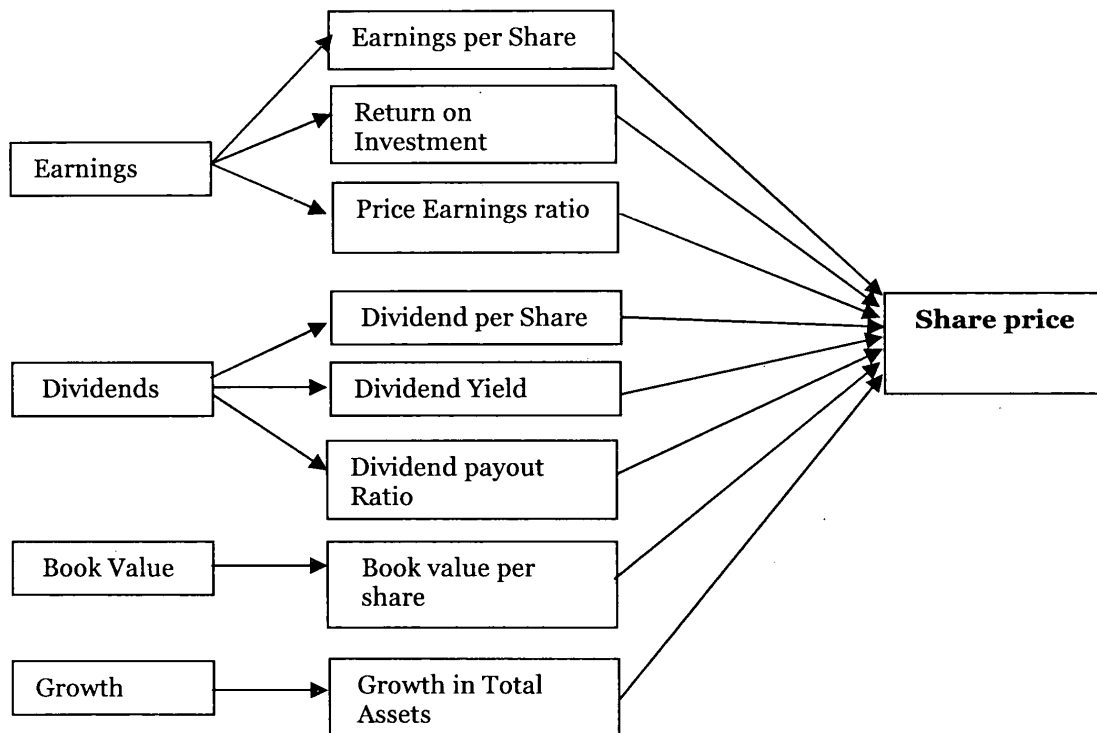 Earnings per Share
Return on
Investment
Earnings
Price Earnings ratio
Dividend per Share
Share price
Dividends
Dividend Yield
Dividend payout
Ratio
Book Value
Book value per
share
Growth
Growth in Total
Assets